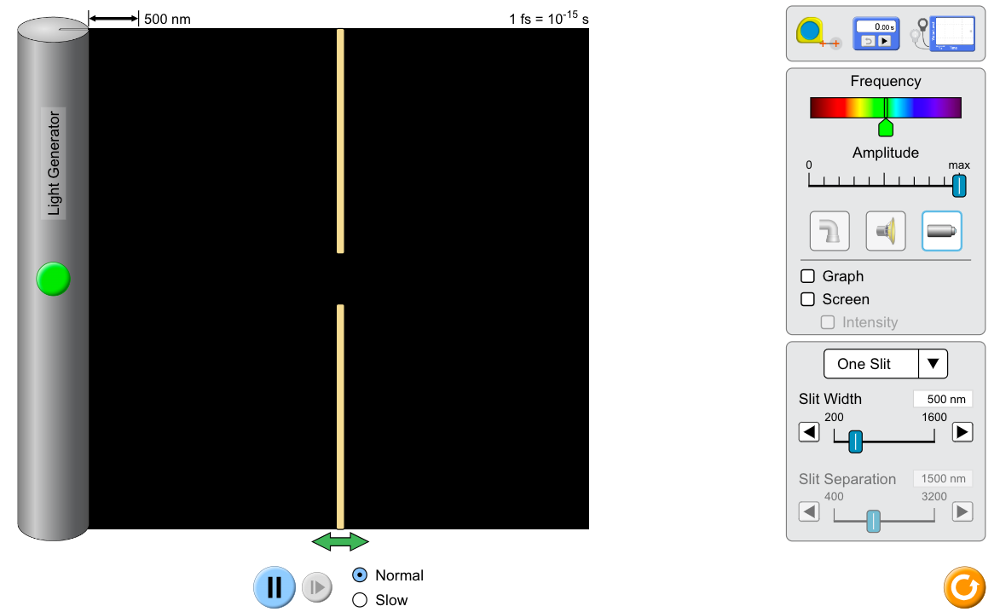 500 nm
1 fs = 10⁻¹⁵ s
0.00 s
Light Generator
Frequency
Amplitude
0
max
Graph
Screen
Intensity
One Slit
Slit Width
500 nm
200
1600
Slit Separation
1500 nm
400
3200
Normal
Slow